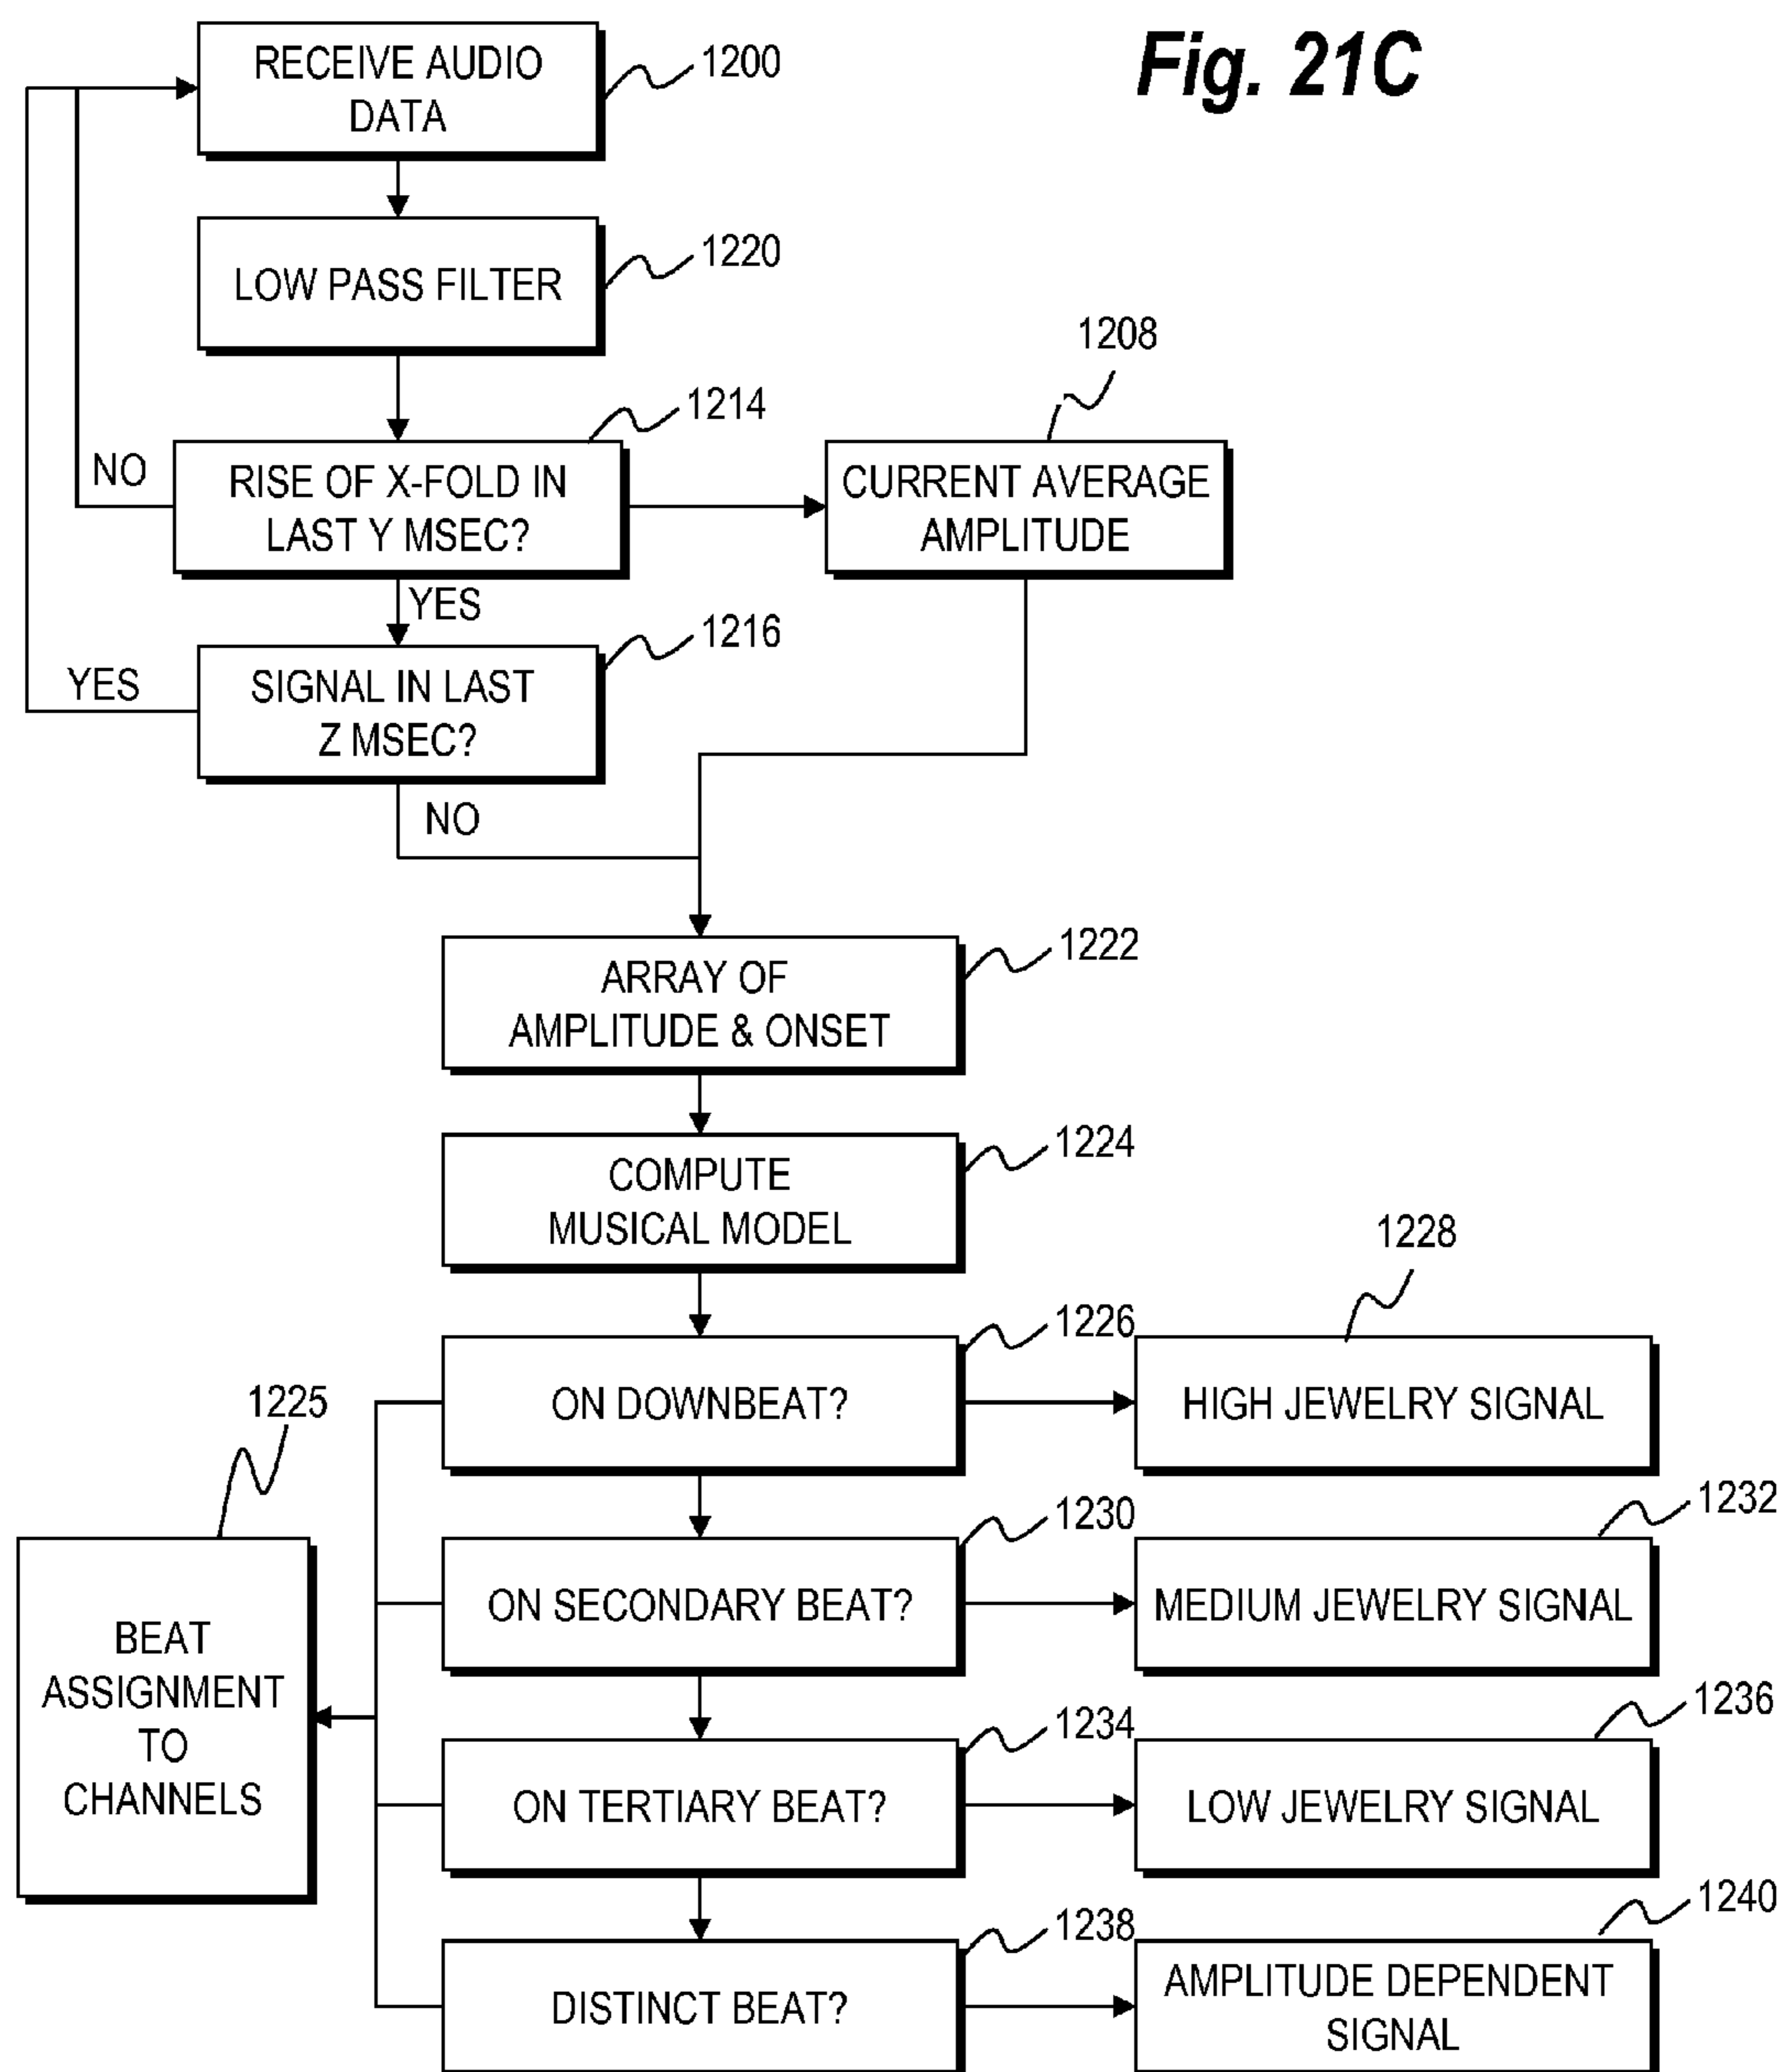 Fig. 21C
RECEIVE AUDIO
DATA
1200
LOW PASS FILTER
1220
1208
1214
NO
RISE OF X-FOLD IN
LAST Y MSEC?
CURRENT AVERAGE
AMPLITUDE
YES
1216
YES
SIGNAL IN LAST
Z MSEC?
NO
1222
ARRAY OF
AMPLITUDE & ONSET
1224
COMPUTE
MUSICAL MODEL
1228
1226
1225
ON DOWNBEAT?
HIGH JEWELRY SIGNAL
1230
1232
ON SECONDARY BEAT?
MEDIUM JEWELRY SIGNAL
BEAT
ASSIGNMENT
TO
CHANNELS
1234
1236
ON TERTIARY BEAT?
LOW JEWELRY SIGNAL
1238
1240
DISTINCT BEAT?
AMPLITUDE DEPENDENT
SIGNAL